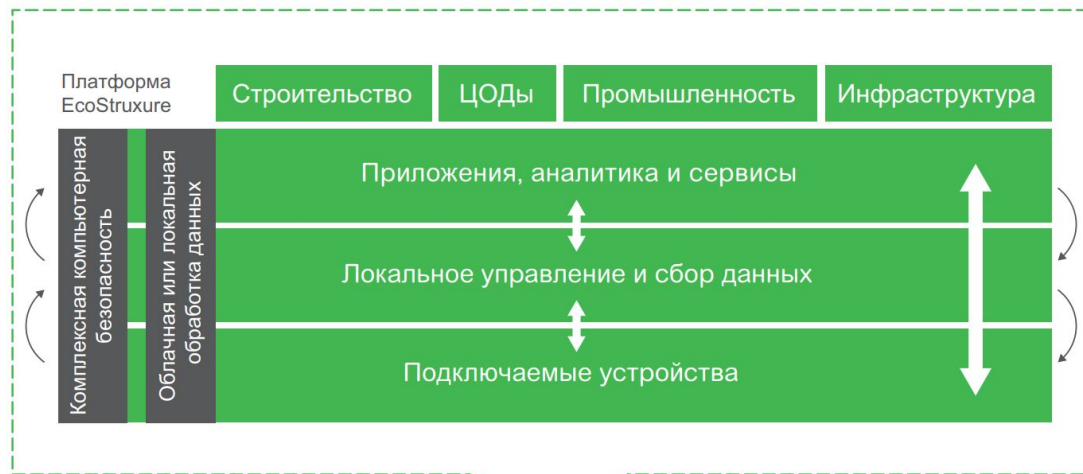 Платформа
EcoStruxure
Строительство
ЦОДы
Промышленность
Инфраструктура
Комплексная компьютерная
безопасность
Облачная или локальная
обработка данных
Приложения, аналитика и сервисы
Локальное управление и сбор данных
Подключаемые устройства